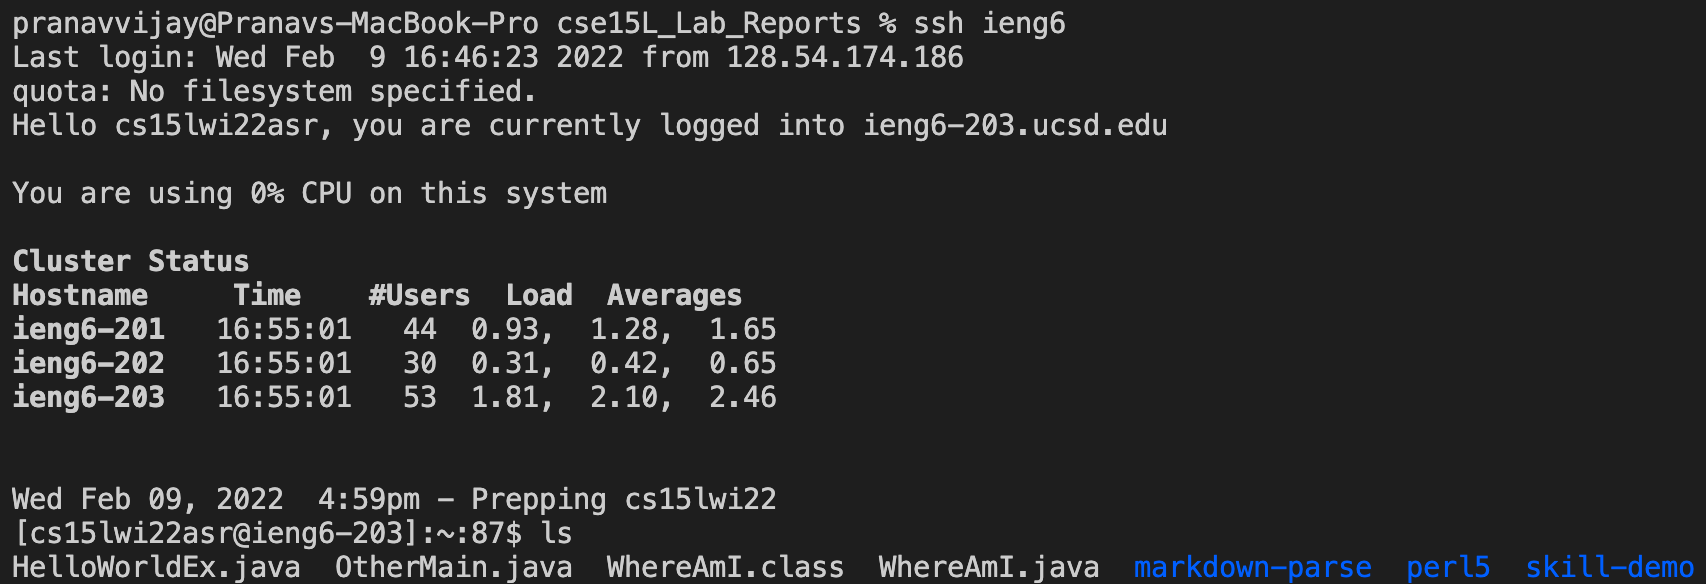 pranavvijay@Pranavs-MacBook-Pro cse15L_Lab_Reports % ssh ieng6
Last login: Wed Feb  9 16:46:23 2022 from 128.54.174.186
quota: No filesystem specified.
Hello cs15lwi22asr, you are currently logged into ieng6-203.ucsd.edu

You are using 0% CPU on this system

Cluster Status
Hostname     Time    #Users  Load  Averages
ieng6-201   16:55:01   44  0.93,  1.28,  1.65
ieng6-202   16:55:01   30  0.31,  0.42,  0.65
ieng6-203   16:55:01   53  1.81,  2.10,  2.46

Wed Feb 09, 2022  4:59pm - Prepping cs15lwi22
[cs15lwi22asr@ieng6-203]:~:87$ ls
HelloWorldEx.java  OtherMain.java  WhereAmI.class  WhereAmI.java  markdown-parse  perl5  skill-demo